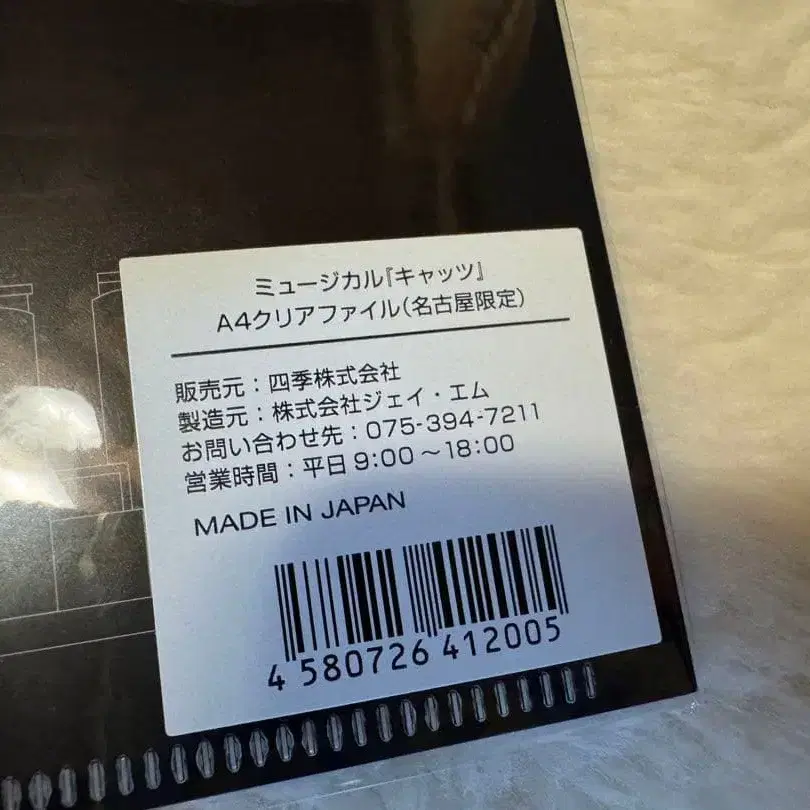 ミュージカル『キャッツ』
A4クリアファイル(名古屋限定)
販売元：四季株式会社
製造元：株式会社ジェイ・エム
お問い合わせ先：075-394-7211
営業時間：平日9:00～18:00
MADE IN JAPAN
4 580726 412005